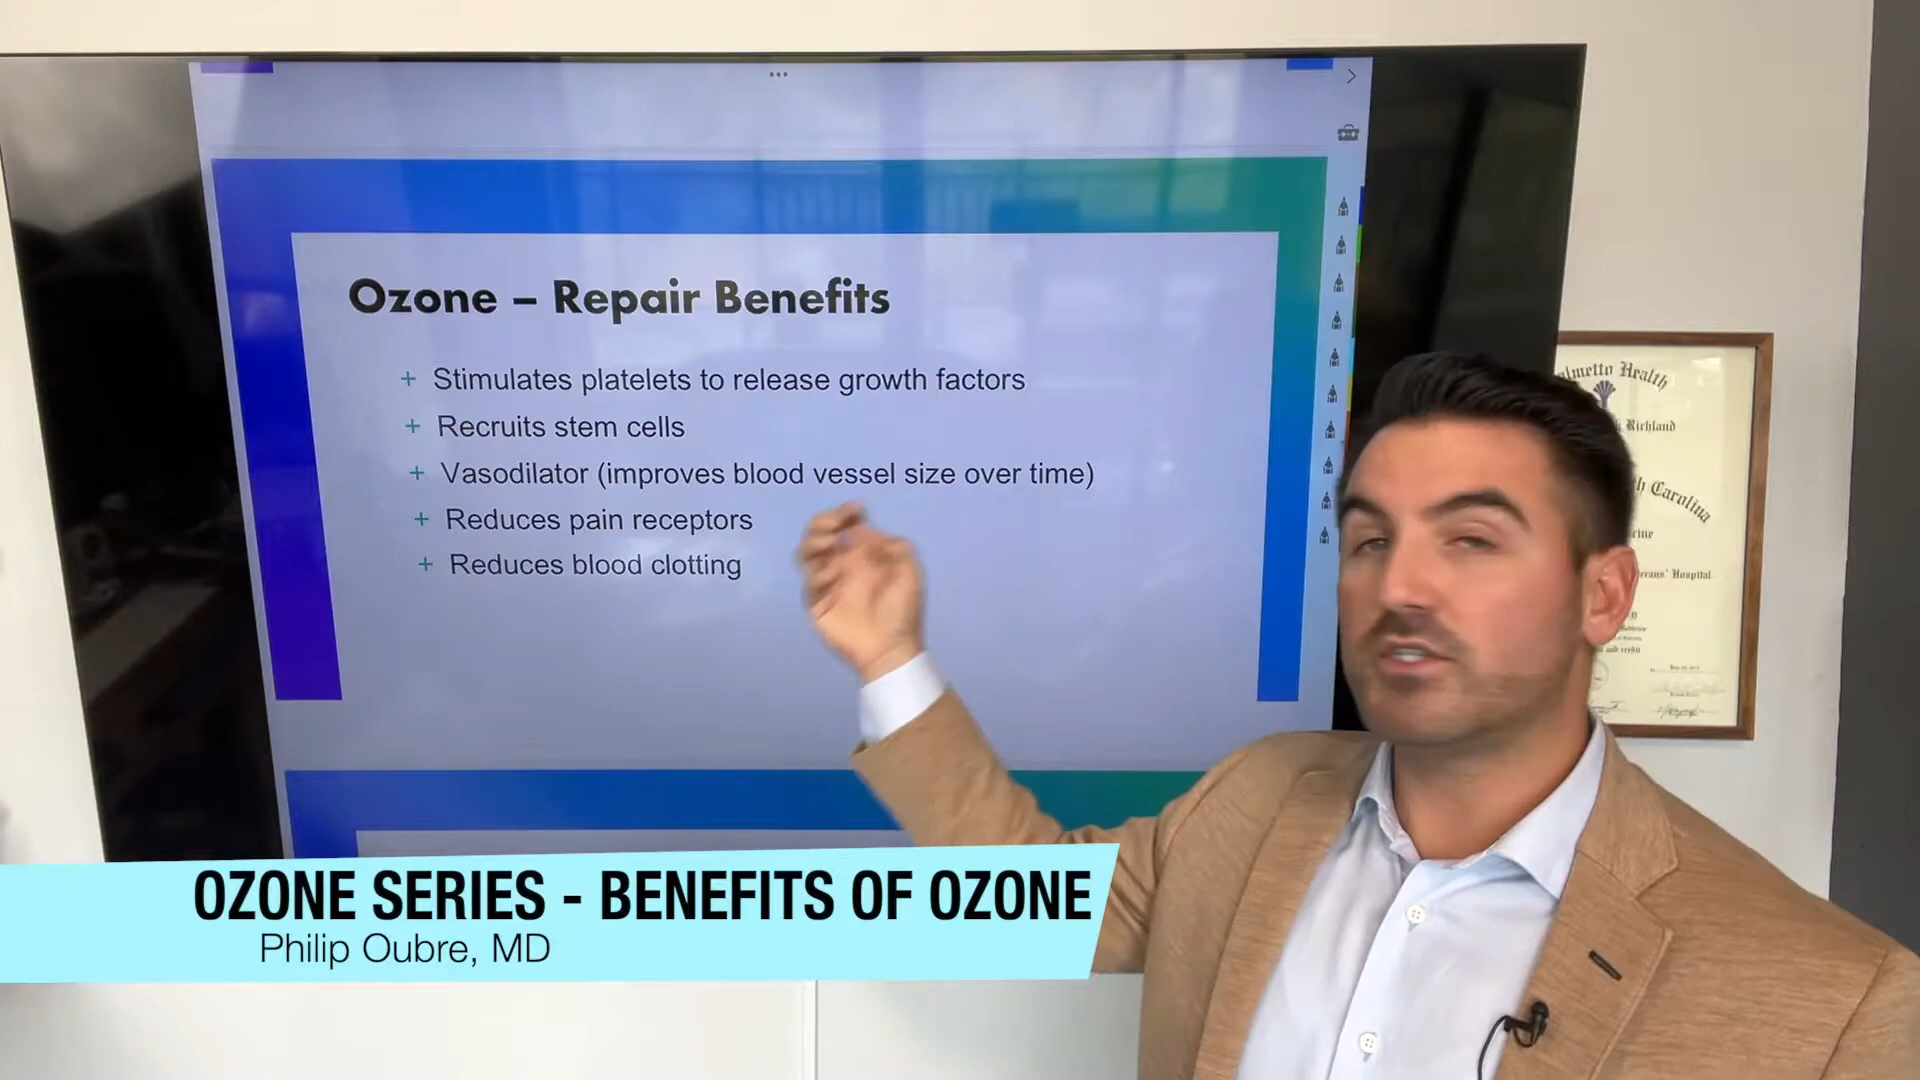 Ozone – Repair Benefits
+ Stimulates platelets to release growth factors
+ Recruits stem cells
+ Vasodilator (improves blood vessel size over time)
+ Reduces pain receptors
+ Reduces blood clotting
Health
Richland
Carolina
Hospital
OZONE SERIES - BENEFITS OF OZONE
Philip Oubre, MD